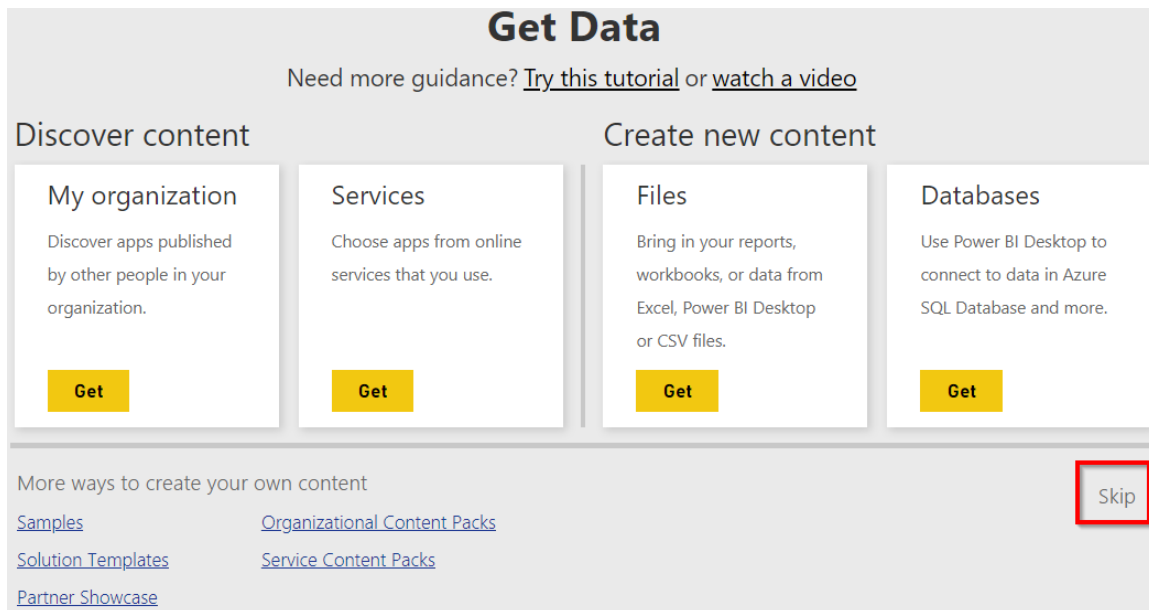 Get Data
Need more guidance? Try this tutorial or watch a video
Discover content
My organization
Discover apps published
by other people in your
organization.
Get
Services
Choose apps from online
services that you use.
Get
Create new content
Files
Bring in your reports,
workbooks, or data from
Excel, Power BI Desktop
or CSV files.
Get
Databases
Use Power BI Desktop to
connect to data in Azure
SQL Database and more.
Get
More ways to create your own content
Samples
Organizational Content Packs
Solution Templates
Service Content Packs
Partner Showcase
Skip